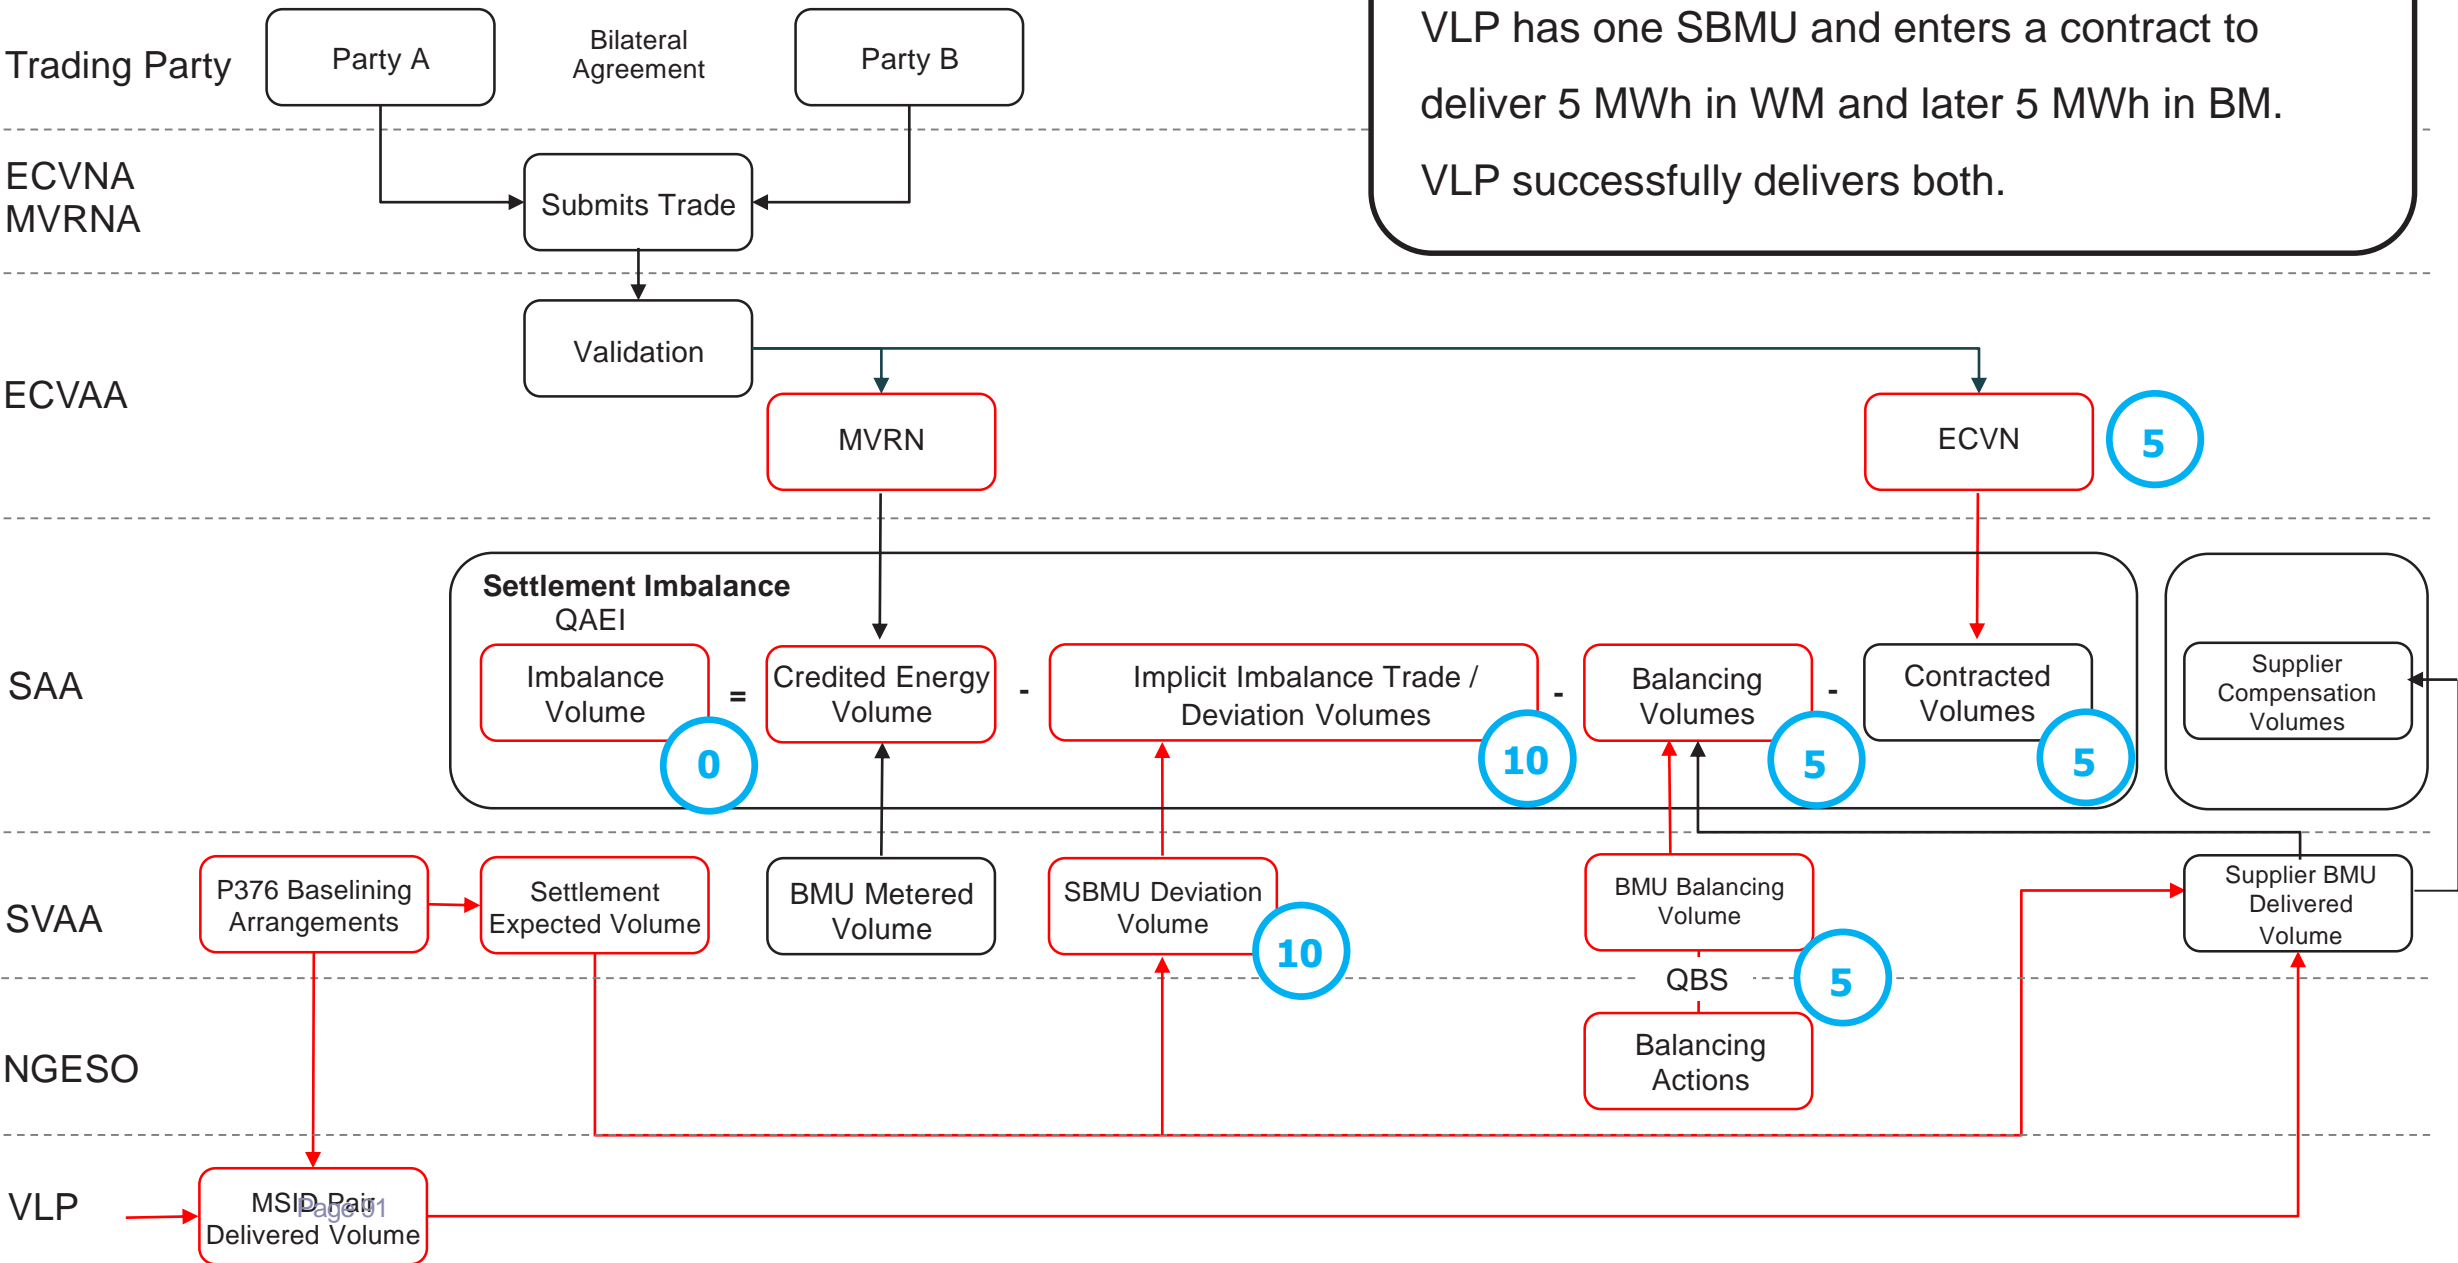 VLP has one SBMU and enters a contract to
deliver 5 MWh in WM and later 5 MWh in BM.
VLP successfully delivers both.
Trading Party
Party A
Bilateral
Agreement
Party B
ECVNA
MVRNA
Submits Trade
ECVAA
Validation
MVRN
ECVN
5
SAA
Settlement Imbalance
QAEI
Imbalance
Volume
0
=
Credited Energy
Volume
-
Implicit Imbalance Trade /
Deviation Volumes
10
-
Balancing
Volumes
5
-
Contracted
Volumes
5
Supplier
Compensation
Volumes
SVAA
P376 Baselining
Arrangements
Settlement
Expected Volume
BMU Metered
Volume
SBMU Deviation
Volume
10
BMU Balancing
Volume
QBS
5
Supplier BMU
Delivered
Volume
NGESO
Balancing
Actions
VLP
MSID Pair
Delivered Volume
Page 91